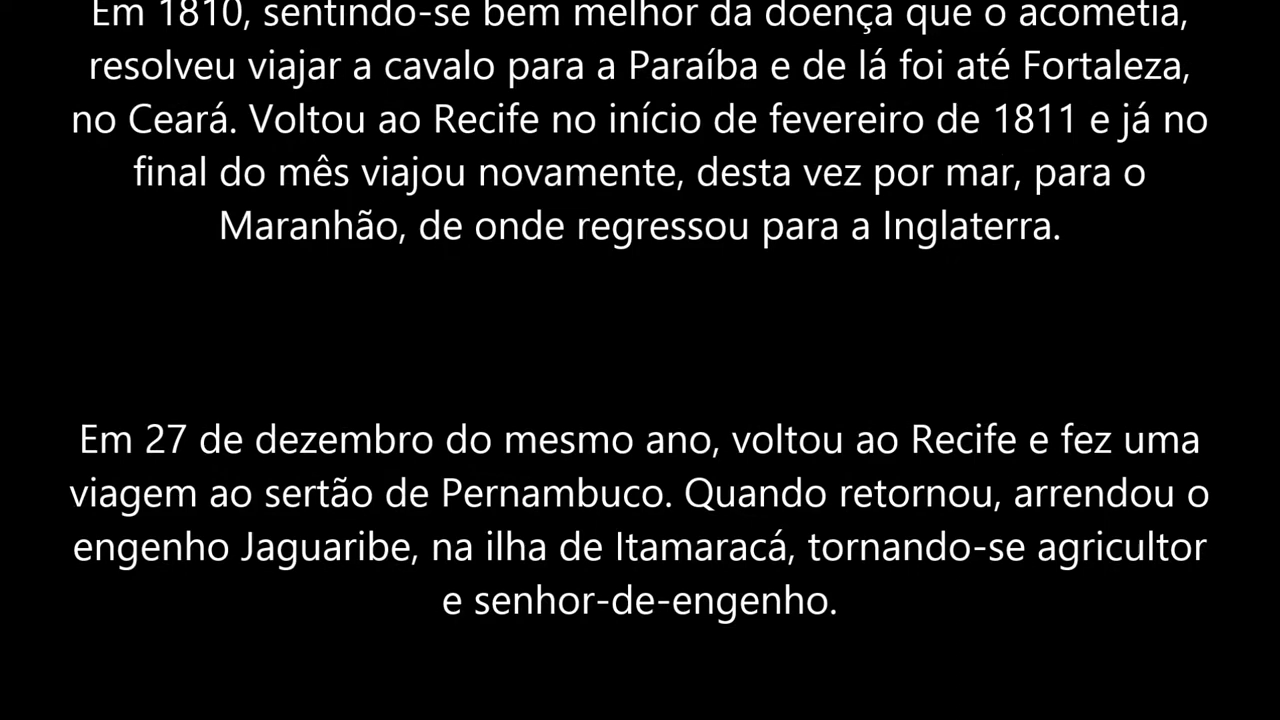 Em 1810, sentindo-se bem melhor da doença que o acometia,
resolveu viajar a cavalo para a Paraíba e de lá foi até Fortaleza,
no Ceará. Voltou ao Recife no início de fevereiro de 1811 e já no
final do mês viajou novamente, desta vez por mar, para o
Maranhão, de onde regressou para a Inglaterra.
Em 27 de dezembro do mesmo ano, voltou ao Recife e fez uma
viagem ao sertão de Pernambuco. Quando retornou, arrendou o
engenho Jaguaribe, na ilha de Itamaracá, tornando-se agricultor
e senhor-de-engenho.